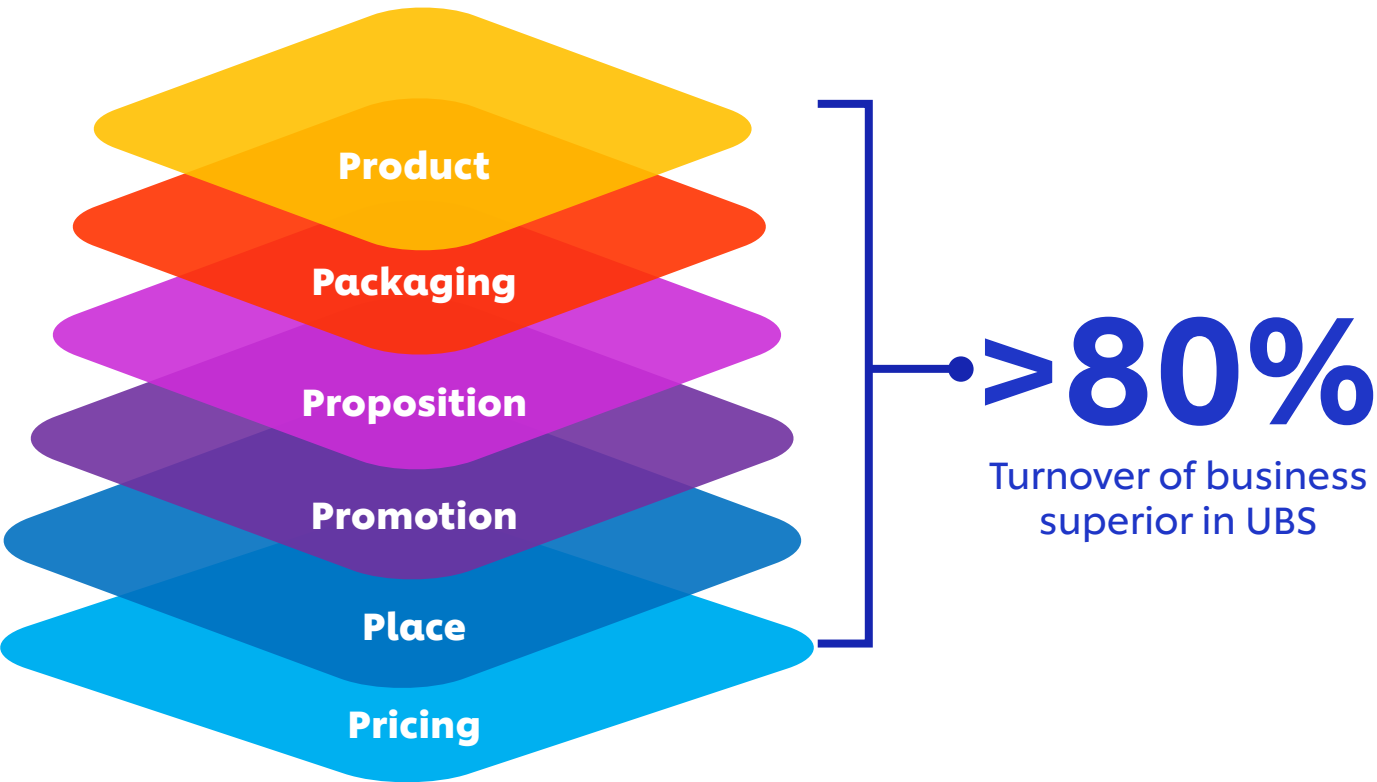 Product
Packaging
Proposition
Promotion
Place
Pricing
>80%
Turnover of business
superior in UBS